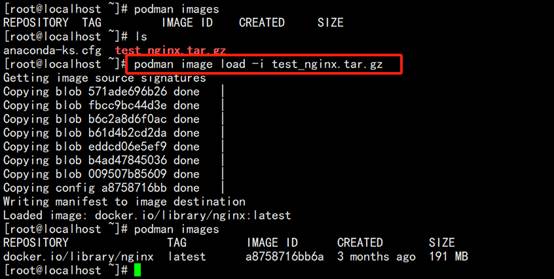 [root@localhost ~]# podman images
REPOSITORY  TAG         IMAGE ID    CREATED     SIZE
[root@localhost ~]# ls
anaconda-ks.cfg  test_nginx.tar.gz
[root@localhost ~]# podman image load -i test_nginx.tar.gz
Getting image source signatures
Copying blob 571ade696b26 done   |
Copying blob fbcc9bc44d3e done   |
Copying blob b6c2a8d6f0ac done   |
Copying blob b61d4b2cd2da done   |
Copying blob eddcd06e5ef9 done   |
Copying blob b4ad47845036 done   |
Copying blob 009507b85609 done   |
Copying config a8758716bb done   |
Writing manifest to image destination
Loaded image: docker.io/library/nginx:latest
[root@localhost ~]# podman images
REPOSITORY               TAG         IMAGE ID      CREATED       SIZE
docker.io/library/nginx  latest      a8758716bb6a  3 months ago  191 MB
[root@localhost ~]#